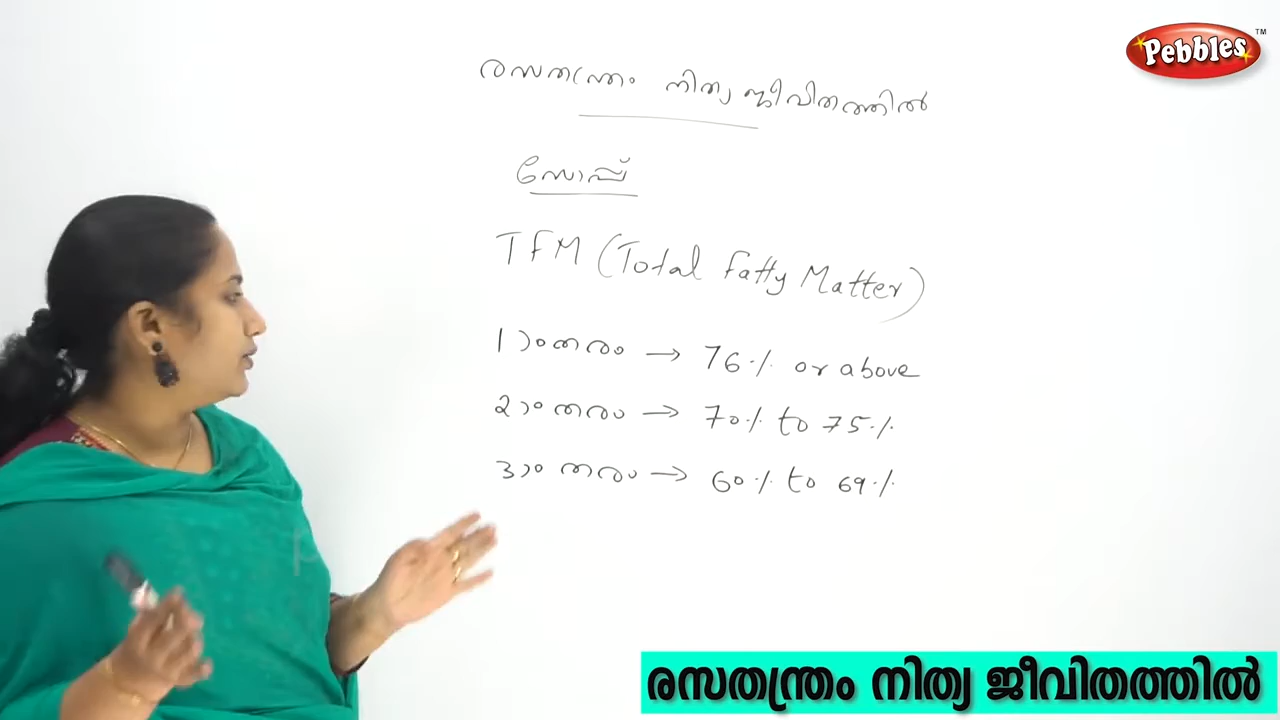 Pebbles™
രസതന്ത്രം നിത്യ ജീവിതത്തിൽ
സോപ്പ്
TFM (Total Fatty Matter)
1)ംതരം → 76% or above
2)ം തരം → 70% to 75%
3)ം തരം → 60% to 69%
രസതന്ത്രം നിത്യ ജീവിതത്തിൽ